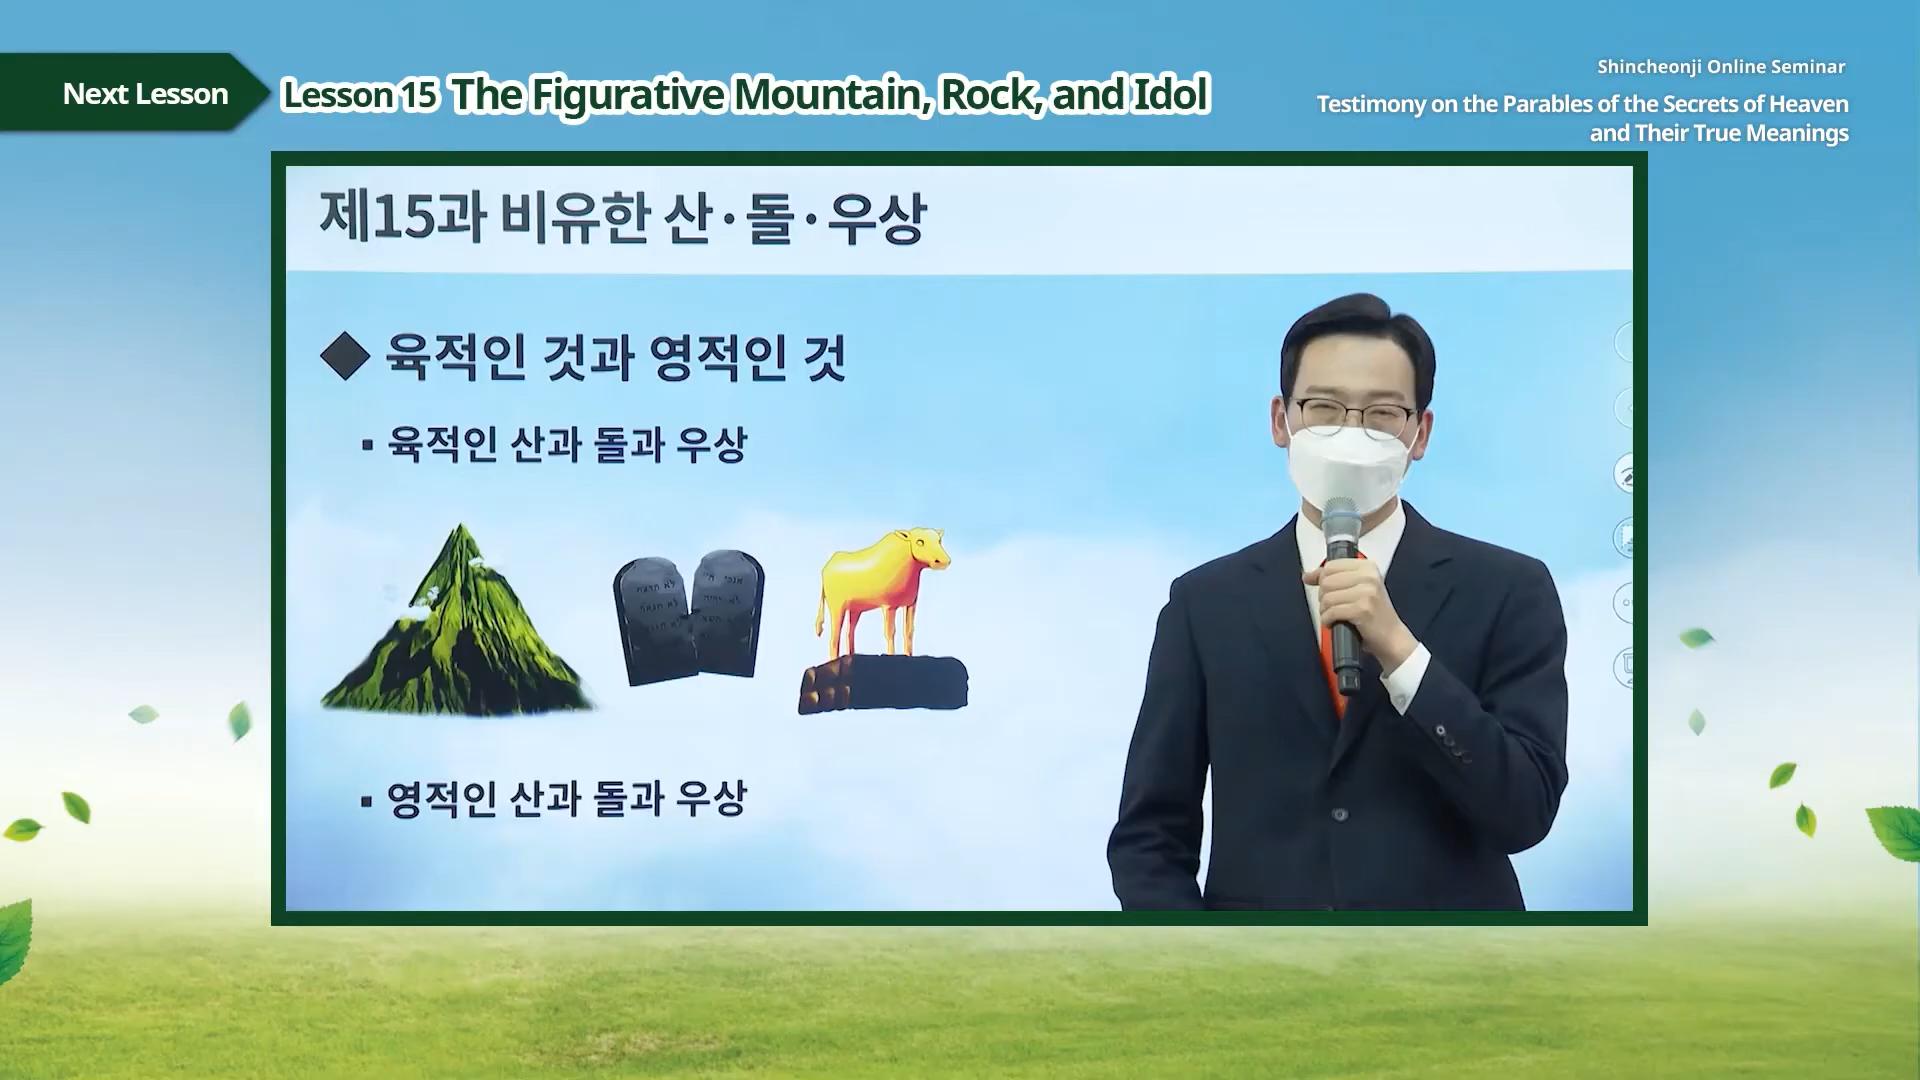 Next Lesson
Lesson 15 The Figurative Mountain, Rock, and Idol
Shincheonji Online Seminar
Testimony on the Parables of the Secrets of Heaven
and Their True Meanings
제15과 비유한 산·돌·우상
◆ 육적인 것과 영적인 것
▪ 육적인 산과 돌과 우상
▪ 영적인 산과 돌과 우상